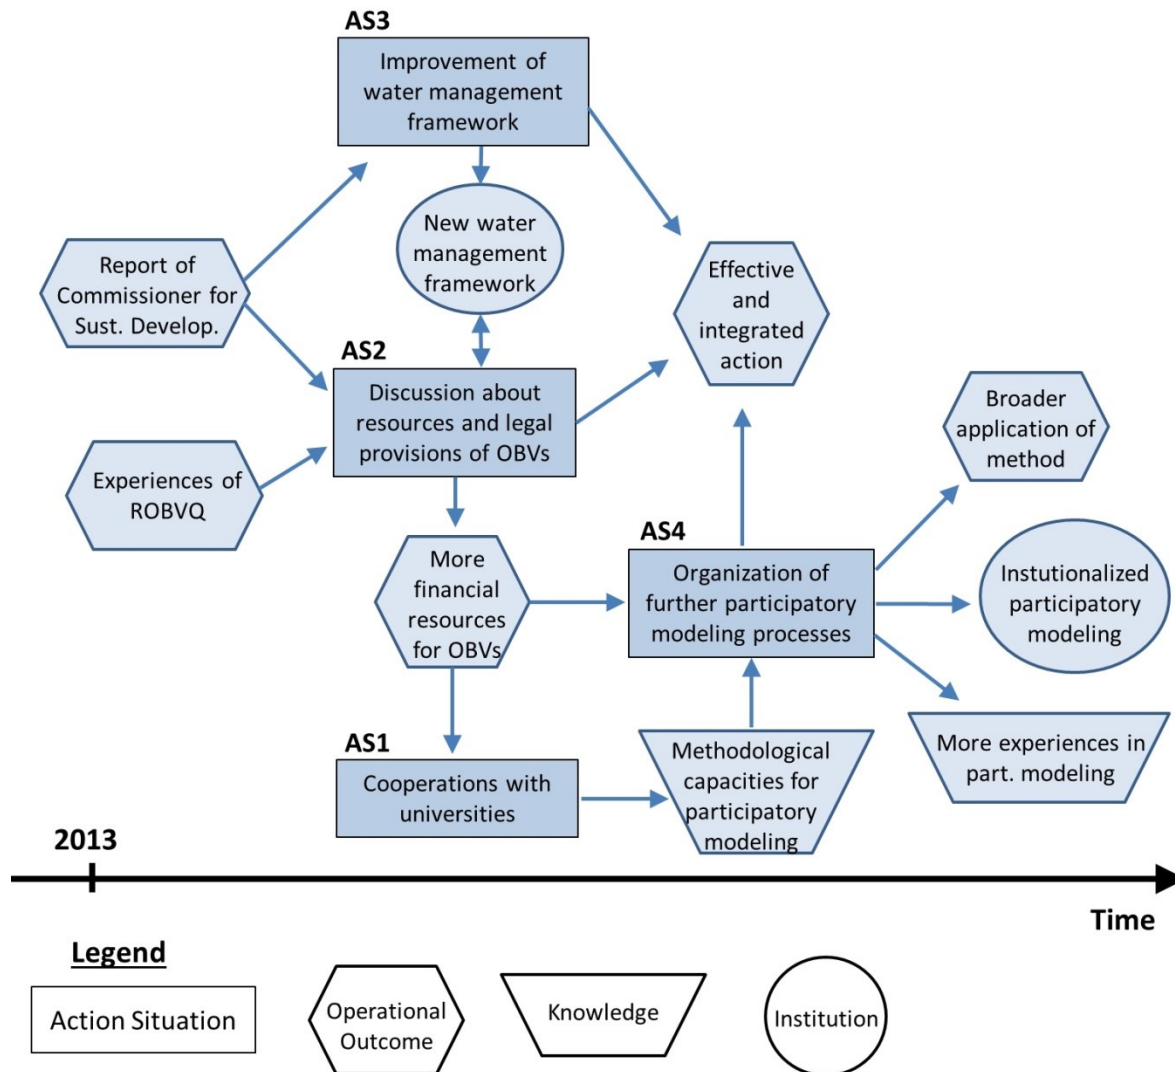 AS3
Improvement of
water management
framework
New water
management
framework
Report of
Commissioner for
Sust. Develop.
Effective
and
integrated
action
AS2
Discussion about
resources and legal
provisions of OBVs
Experiences of
ROBVQ
Broader
application of
method
More
financial
resources
for OBVs
AS4
Organization of
further participatory
modeling processes
Instutionalized
participatory
modeling
AS1
Cooperations with
universities
Methodological
capacities for
participatory
modeling
More experiences in
part. modeling
2013
Time
Legend
Action Situation
Operational
Outcome
Knowledge
Institution